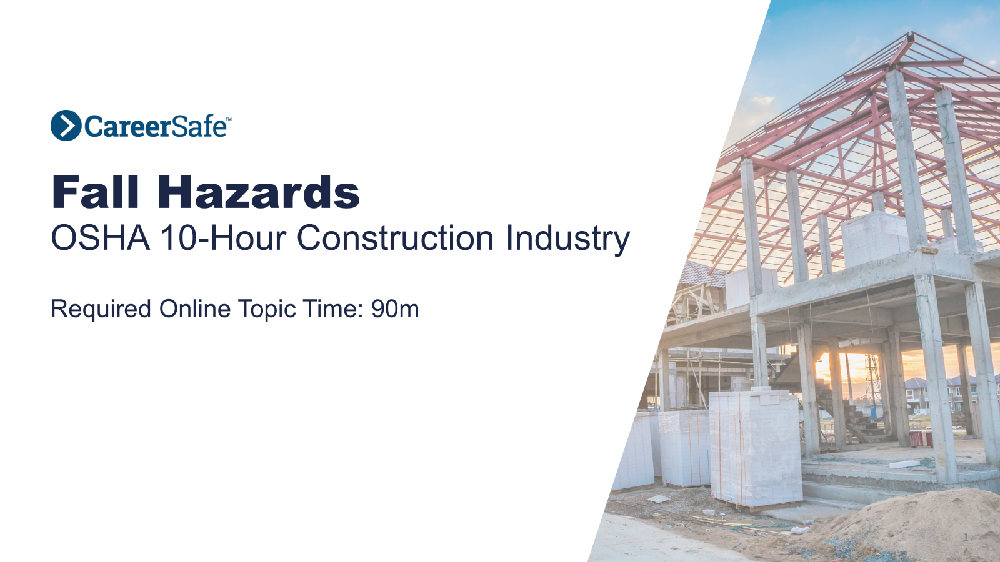 CareerSafe™
Fall Hazards
OSHA 10-Hour Construction Industry
Required Online Topic Time: 90m
1